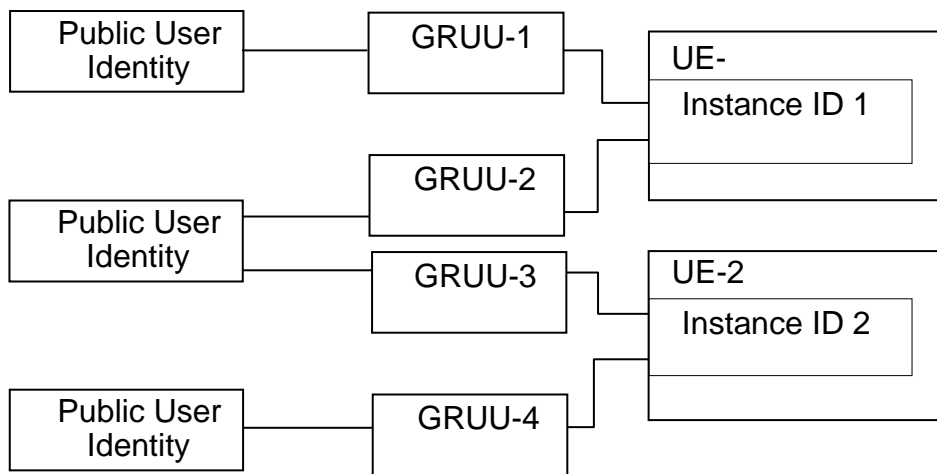 Public User
Identity
GRUU-1
UE-
Instance ID 1
GRUU-2
Public User
Identity
GRUU-3
UE-2
Instance ID 2
Public User
Identity
GRUU-4